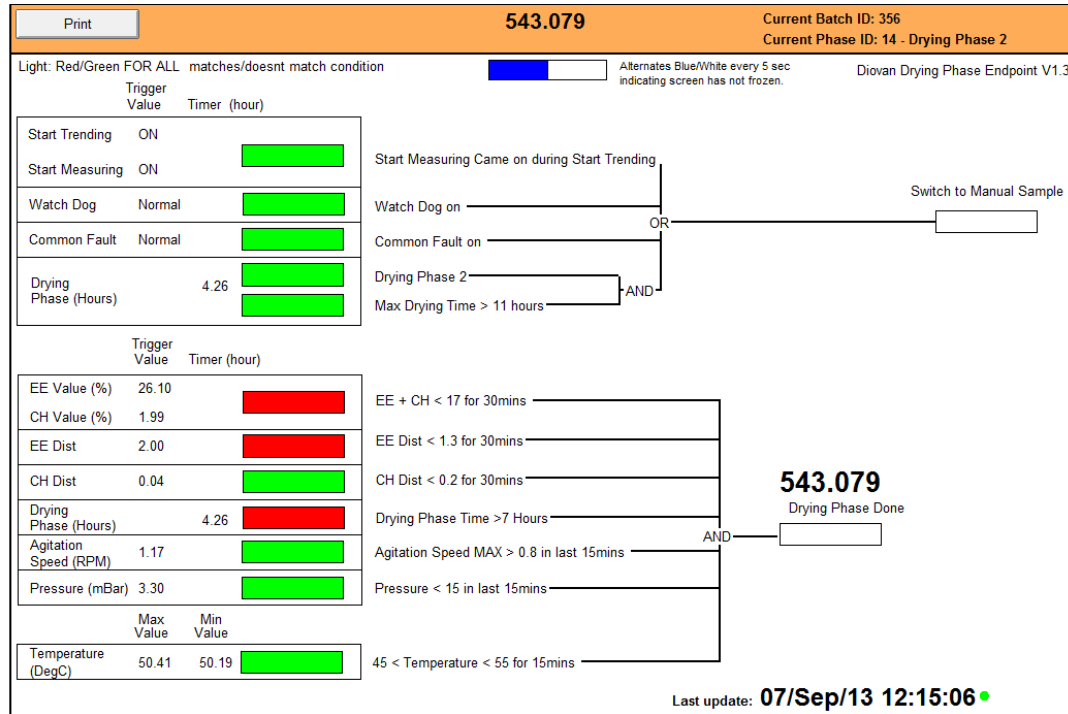 Print
543.079
Current Batch ID: 356
Current Phase ID: 14 - Drying Phase 2
Light: Red/Green FOR ALL matches/doesnt match condition
Alternates Blue/White every 5 sec
indicating screen has not frozen.
Diovan Drying Phase Endpoint V1.3
Trigger
Value Timer (hour)
Start Trending ON
Start Measuring ON
Start Measuring Came on during Start Trending
Watch Dog Normal
Watch Dog on
Common Fault Normal
Common Fault on
Drying
Phase (Hours) 4.26
Drying Phase 2
Max Drying Time > 11 hours
AND
OR
Switch to Manual Sample
Trigger
Value Timer (hour)
EE Value (%) 26.10
CH Value (%) 1.99
EE + CH < 17 for 30mins
EE Dist 2.00
EE Dist < 1.3 for 30mins
CH Dist 0.04
CH Dist < 0.2 for 30mins
Drying
Phase (Hours) 4.26
Drying Phase Time >7 Hours
Agitation
Speed (RPM) 1.17
Agitation Speed MAX > 0.8 in last 15mins
Pressure (mBar) 3.30
Pressure < 15 in last 15mins
Max
Value
Min
Value
Temperature
(DegC) 50.41 50.19
45 < Temperature < 55 for 15mins
AND
543.079
Drying Phase Done
Last update: 07/Sep/13 12:15:06